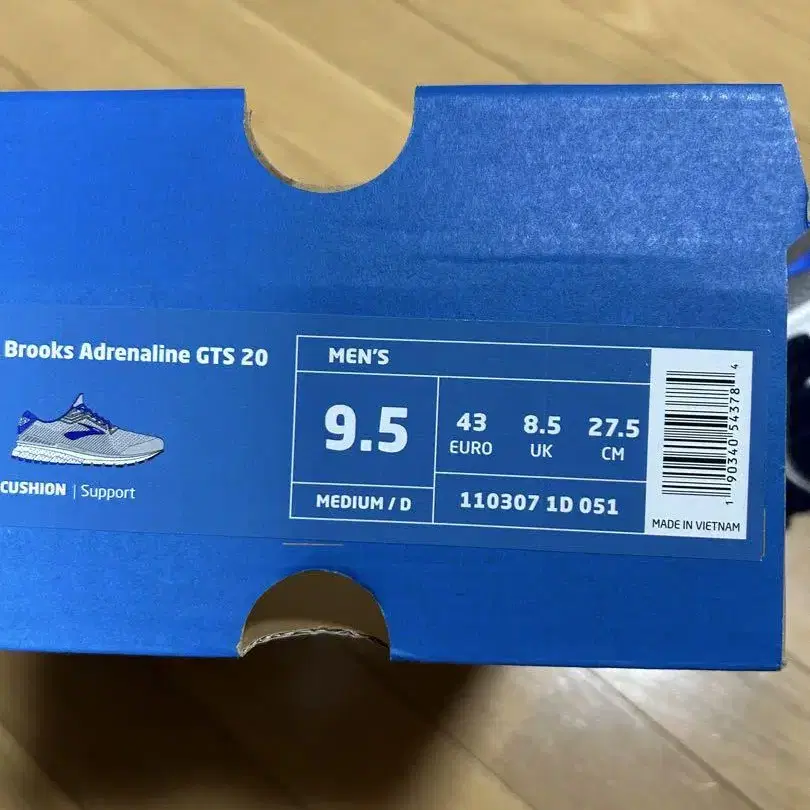 Brooks Adrenaline GTS 20
CUSHION | Support
MEN'S
9.5
MEDIUM / D
43
EURO
8.5
UK
27.5
CM
110307 1D 051
1 90340 54378 4
MADE IN VIETNAM